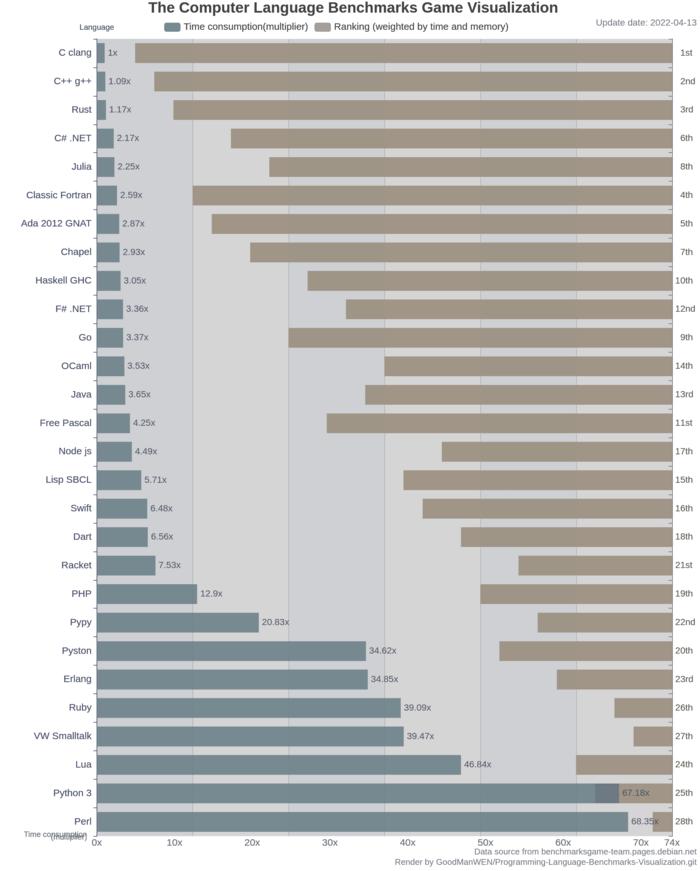 The Computer Language Benchmarks Game Visualization
Language
Time consumption(multiplier)
Ranking (weighted by time and memory)
Update date: 2022-04-13
C clang 1x 1st
C++ g++ 1.09x 2nd
Rust 1.17x 3rd
C# .NET 2.17x 6th
Julia 2.25x 8th
Classic Fortran 2.59x 4th
Ada 2012 GNAT 2.87x 5th
Chapel 2.93x 7th
Haskell GHC 3.05x 10th
F# .NET 3.36x 12nd
Go 3.37x 9th
OCaml 3.53x 14th
Java 3.65x 13rd
Free Pascal 4.25x 11st
Node js 4.49x 17th
Lisp SBCL 5.71x 15th
Swift 6.48x 16th
Dart 6.56x 18th
Racket 7.53x 21st
PHP 12.9x 19th
Pypy 20.83x 22nd
Pyston 34.62x 20th
Erlang 34.85x 23rd
Ruby 39.09x 26th
VW Smalltalk 39.47x 27th
Lua 46.84x 24th
Python 3 67.18x 25th
Perl 68.35x 28th
Time consumption
(multiplier)
0x 10x 20x 30x 40x 50x 60x 70x 74x
Data source from benchmarksgame-team.pages.debian.net
Render by GoodManWEN/Programming-Language-Benchmarks-Visualization.git